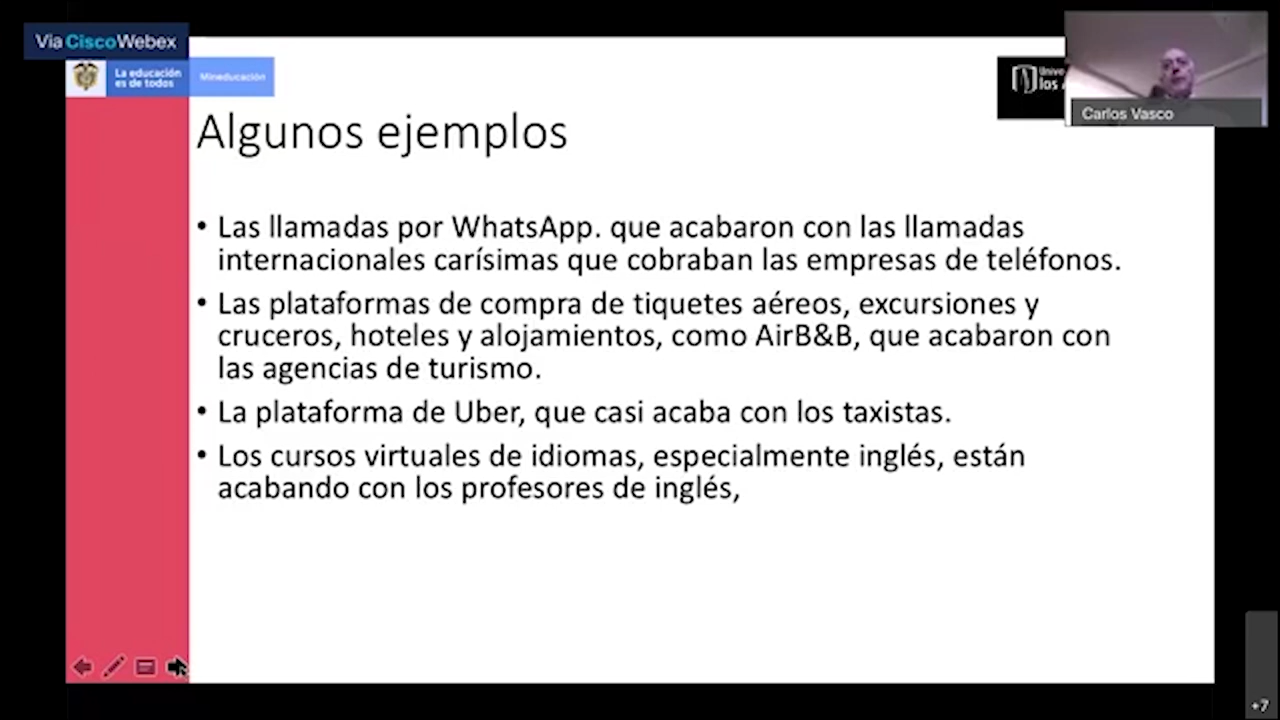 Vía CiscoWebex
La educación
es de todos
Mineducación
los
Carlos Vasco
Algunos ejemplos
• Las llamadas por WhatsApp. que acabaron con las llamadas
internacionales carísimas que cobraban las empresas de teléfonos.
• Las plataformas de compra de tiquetes aéreos, excursiones y
cruceros, hoteles y alojamientos, como AirB&B, que acabaron con
las agencias de turismo.
• La plataforma de Uber, que casi acaba con los taxistas.
• Los cursos virtuales de idiomas, especialmente inglés, están
acabando con los profesores de inglés,
+7